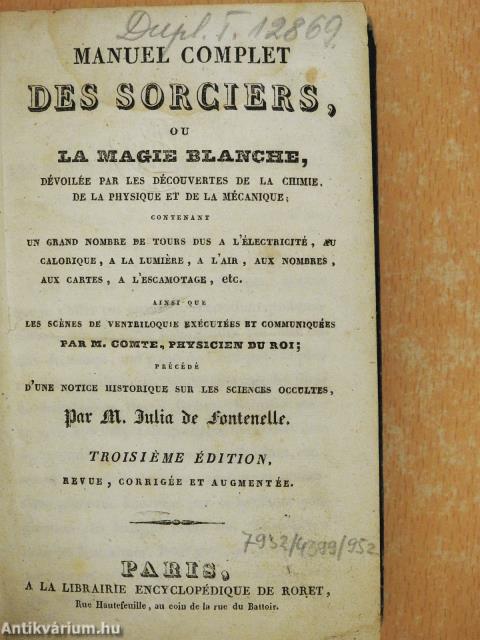 Dupl. T. 12869.
MANUEL COMPLET
DES SORCIERS,
OU
LA MAGIE BLANCHE,
DÉVOILÉE PAR LES DÉCOUVERTES DE LA CHIMIE,
DE LA PHYSIQUE ET DE LA MÉCANIQUE;
CONTENANT
UN GRAND NOMBRE DE TOURS DUS A L'ÉLECTRICITÉ, AU
CALORIQUE, A LA LUMIÈRE, A L'AIR, AUX NOMBRES,
AUX CARTES, A L'ESCAMOTAGE, etc.
AINSI QUE
LES SCÈNES DE VENTRILOQUIE EXÉCUTÉES ET COMMUNIQUÉES
PAR M. COMTE, PHYSICIEN DU ROI;
PRÉCÉDÉ
D'UNE NOTICE HISTORIQUE SUR LES SCIENCES OCCULTES,
Par M. Julia de Fontenelle.
TROISIÈME ÉDITION,
REVUE, CORRIGÉE ET AUGMENTÉE.
7932/4399/952
PARIS,
A LA LIBRAIRIE ENCYCLOPÉDIQUE DE RORET,
Rue Hautefeuille, au coin de la rue du Battoir.
Antikvárium.hu